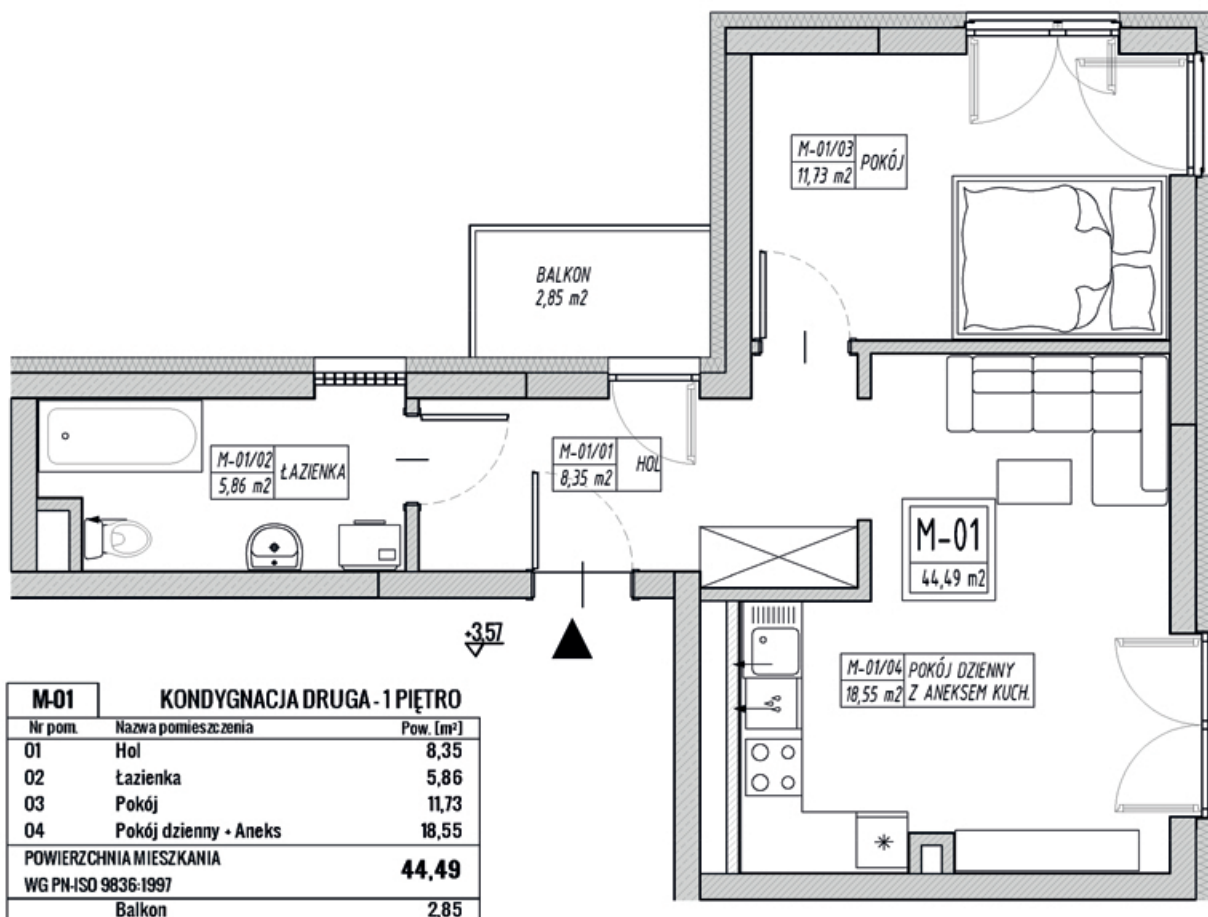 M-01/03 POKÓJ
11,73 m2
BALKON
2,85 m2
M-01/02 ŁAZIENKA
5,86 m2
M-01/01 HOL
8,35 m2
M-01
44,49 m2
+3,57
M-01/04 POKÓJ DZIENNY
18,55 m2 Z ANEKSEM KUCH.
M-01 KONDYGNACJA DRUGA - 1 PIĘTRO
Nr pom. Nazwa pomieszczenia Pow. [m²]
01 Hol 8,35
02 Łazienka 5,86
03 Pokój 11,73
04 Pokój dzienny + Aneks 18,55
POWIERZCHNIA MIESZKANIA 44,49
WG PN-ISO 9836:1997
Balkon 2,85